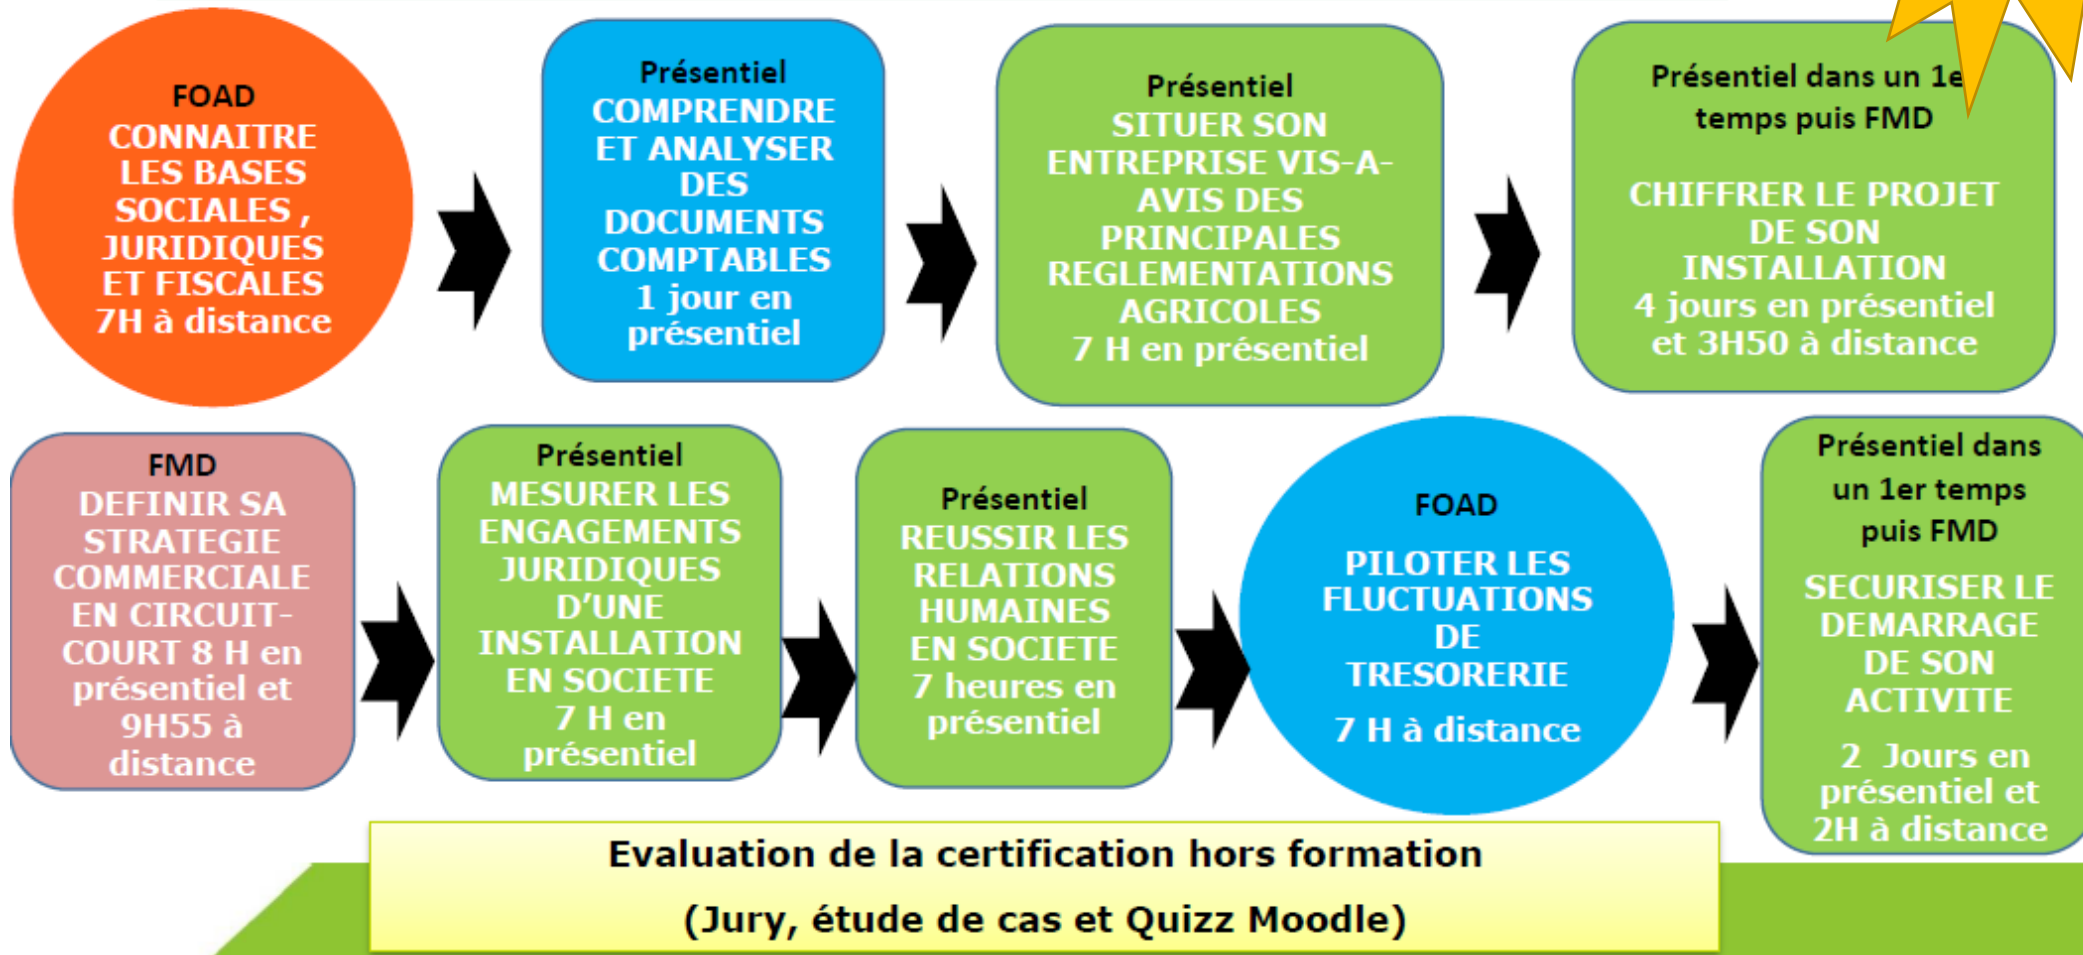 FOAD
CONNAITRE
LES BASES
SOCIALES ,
JURIDIQUES
ET FISCALES
7H à distance
Présentiel
COMPRENDRE
ET ANALYSER
DES
DOCUMENTS
COMPTABLES
1 jour en
présentiel
Présentiel
SITUER SON
ENTREPRISE VIS-A-
AVIS DES
PRINCIPALES
REGLEMENTATIONS
AGRICOLES
7 H en présentiel
Présentiel dans un 1e
temps puis FMD
CHIFFRER LE PROJET
DE SON
INSTALLATION
4 jours en présentiel
et 3H50 à distance
FMD
DEFINIR SA
STRATEGIE
COMMERCIALE
EN CIRCUIT-
COURT 8 H en
présentiel et
9H55 à
distance
Présentiel
MESURER LES
ENGAGEMENTS
JURIDIQUES
D’UNE
INSTALLATION
EN SOCIETE
7 H en
présentiel
Présentiel
REUSSIR LES
RELATIONS
HUMAINES
EN SOCIETE
7 heures en
présentiel
FOAD
PILOTER LES
FLUCTUATIONS
DE
TRESORERIE
7 H à distance
Présentiel dans
un 1er temps
puis FMD
SECURISER LE
DEMARRAGE
DE SON
ACTIVITE
2 Jours en
présentiel et
2H à distance
Evaluation de la certification hors formation
(Jury, étude de cas et Quizz Moodle)